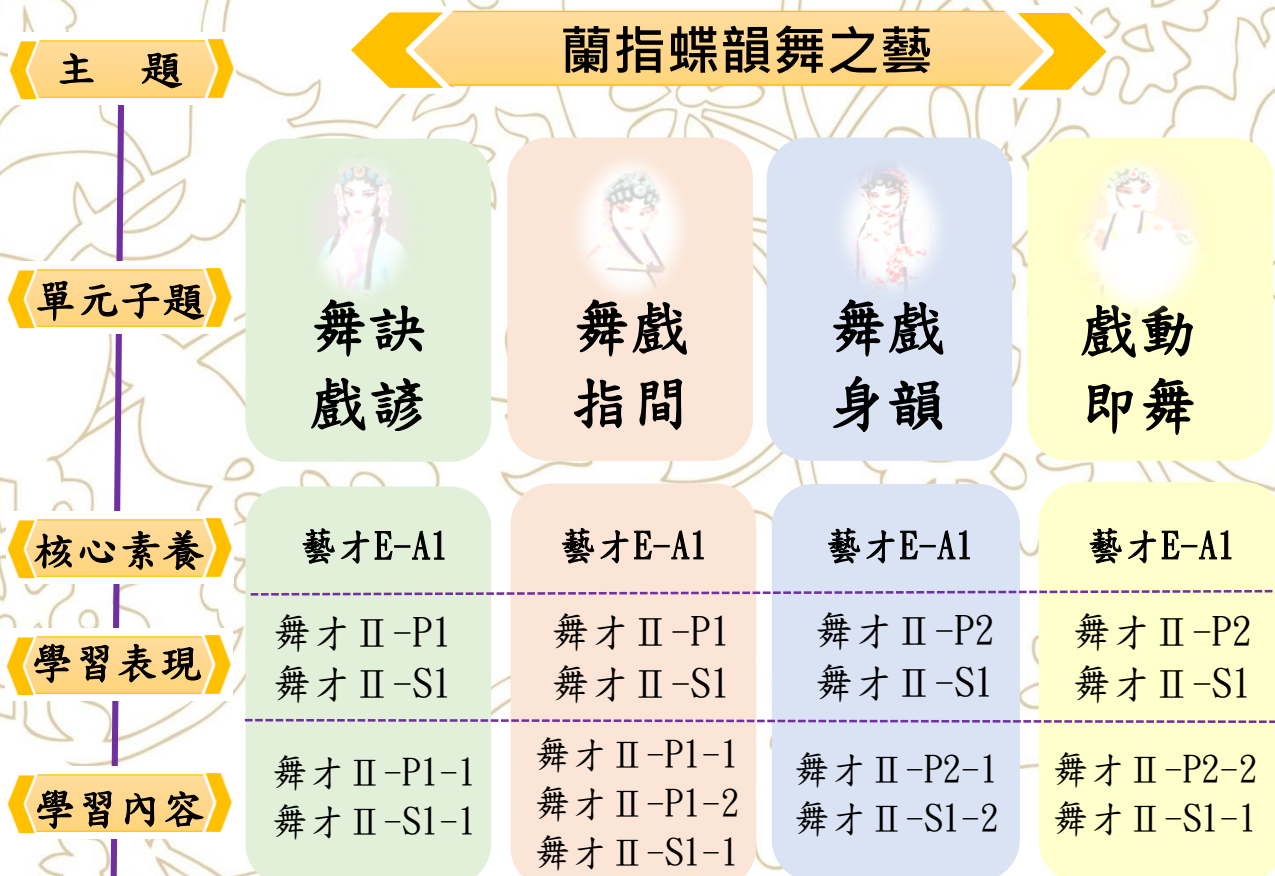 主 題
蘭指蝶韻舞之藝
單元子題
舞訣
戲諺
舞戲
指間
舞戲
身韻
戲動
即舞
核心素養
藝才E-A1
藝才E-A1
藝才E-A1
藝才E-A1
學習表現
舞才Ⅱ-P1
舞才Ⅱ-S1
舞才Ⅱ-P1
舞才Ⅱ-S1
舞才Ⅱ-P2
舞才Ⅱ-S1
舞才Ⅱ-P2
舞才Ⅱ-S1
學習內容
舞才Ⅱ-P1-1
舞才Ⅱ-S1-1
舞才Ⅱ-P1-1
舞才Ⅱ-P1-2
舞才Ⅱ-S1-1
舞才Ⅱ-P2-1
舞才Ⅱ-S1-2
舞才Ⅱ-P2-2
舞才Ⅱ-S1-1